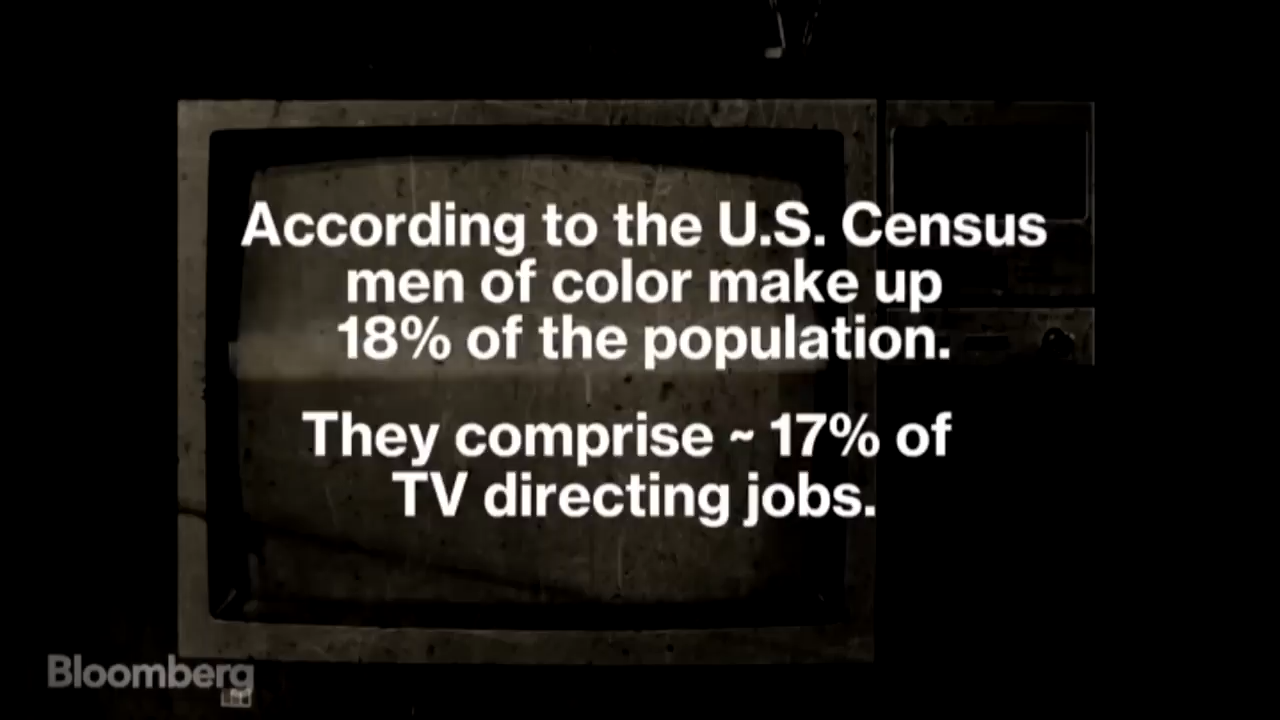 According to the U.S. Census
men of color make up
18% of the population.
They comprise ~ 17% of
TV directing jobs.
Bloomberg